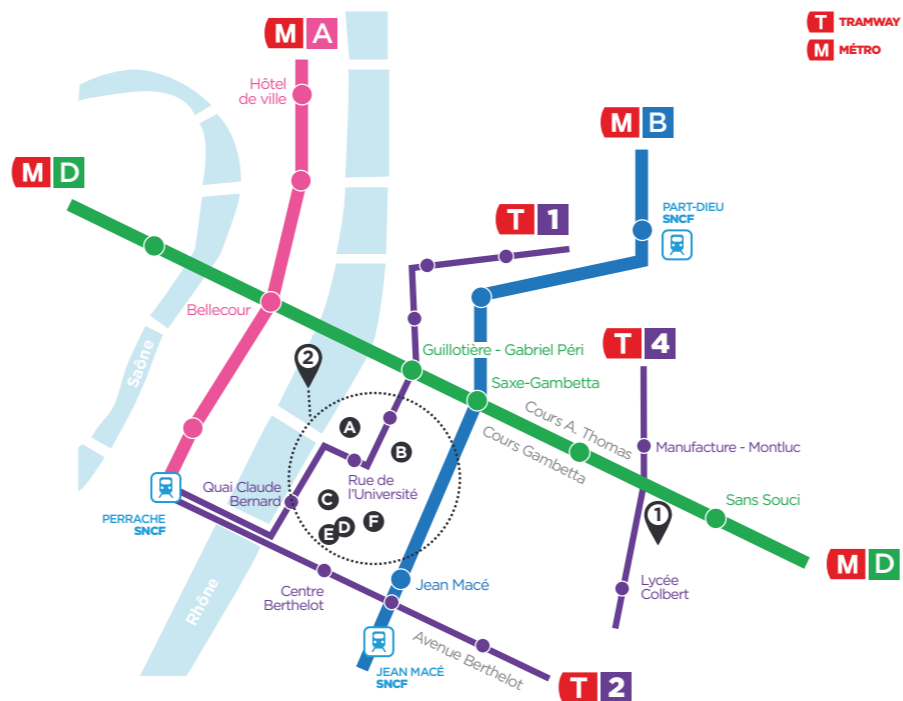 T TRAMWAY
M MÉTRO
M A
Hôtel
de ville
M B
M D
PART-DIEU
SNCF
T 1
Bellecour
Saône
Guillotière - Gabriel Péri
T 4
2
Saxe-Gambetta
Cours A. Thomas
Cours Gambetta
A
B
Manufacture - Montluc
Rue de
l'Université
Quai Claude
Bernard
C
D
E
F
Sans Souci
1
PERRACHE
SNCF
M D
Rhône
Centre
Berthelot
Jean Macé
Lycée
Colbert
Avenue Berthelot
JEAN MACÉ
SNCF
T 2